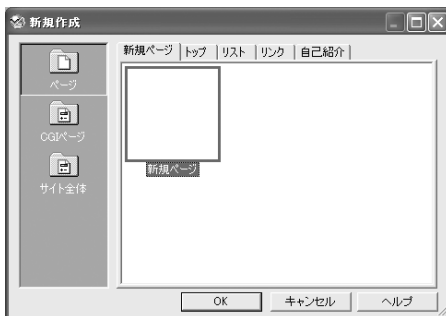 新規作成
新規ページ
トップ
リスト
リンク
自己紹介
ページ
CGIページ
サイト全体
新規ページ
OK
キャンセル
ヘルプ